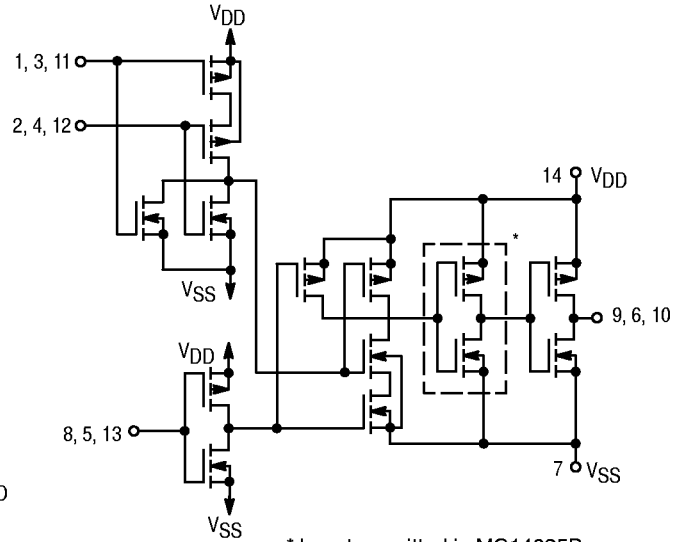 VDD
1, 3, 11
2, 4, 12
14 VDD
*
VSS
9, 6, 10
VDD
8, 5, 13
7 VSS
VSS